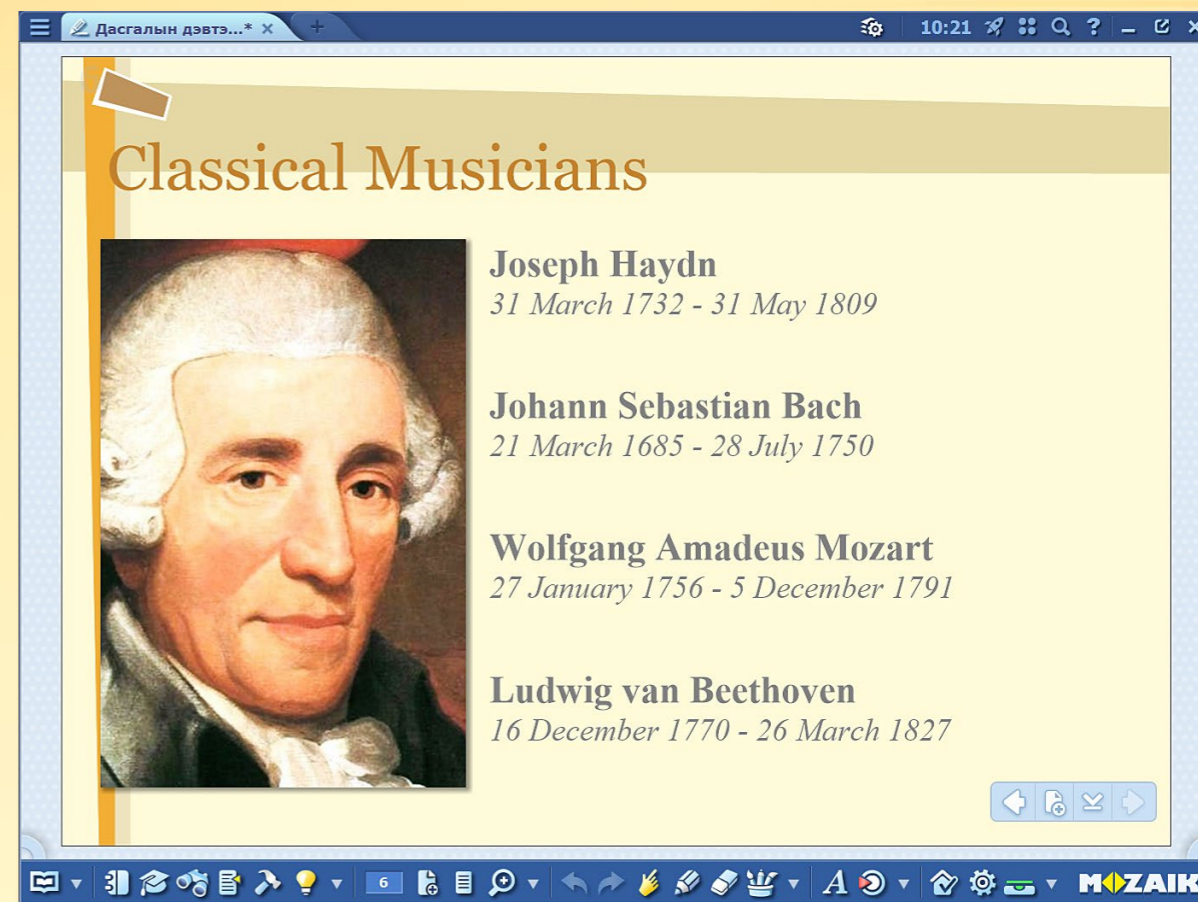 Дасгалын дэвтэ...*
10:21
Classical Musicians
Joseph Haydn
31 March 1732 - 31 May 1809
Johann Sebastian Bach
21 March 1685 - 28 July 1750
Wolfgang Amadeus Mozart
27 January 1756 - 5 December 1791
Ludwig van Beethoven
16 December 1770 - 26 March 1827
6
MOZAIK